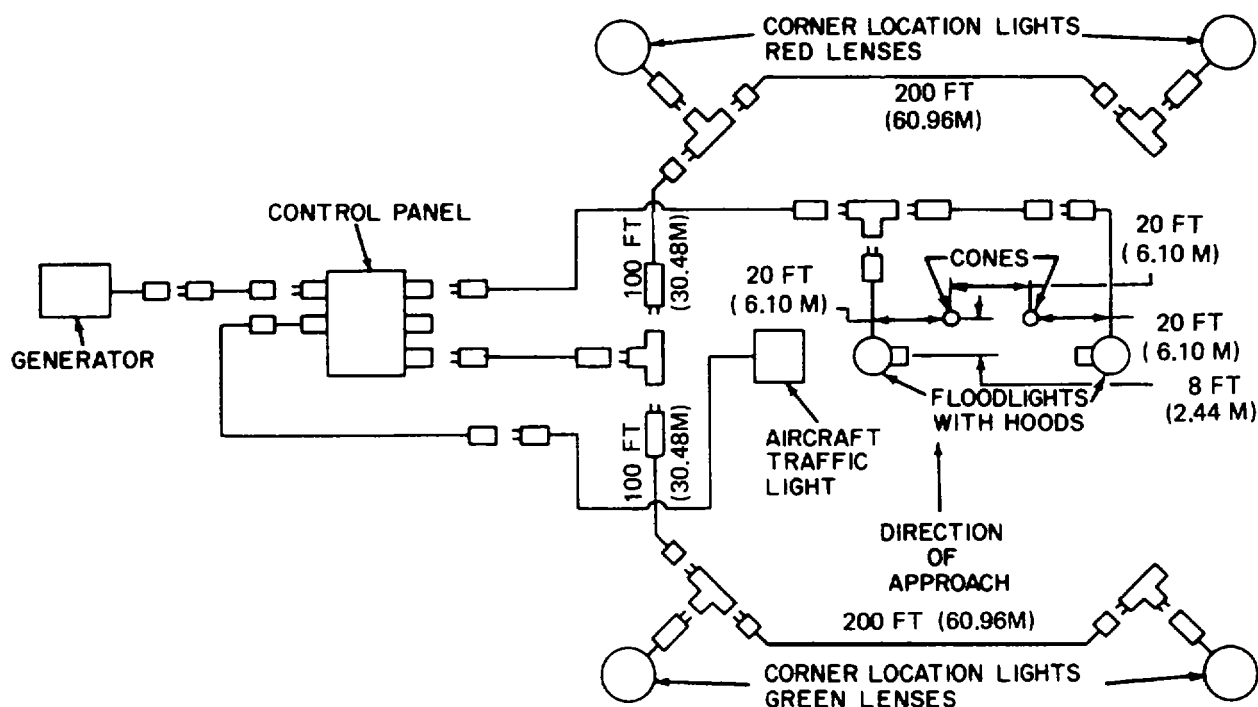 CORNER LOCATION LIGHTS
RED LENSES
200 FT
(60.96M)
CONTROL PANEL
100 FT
(30.48M)
20 FT
( 6.10 M)
CONES
20 FT
( 6.10 M)
GENERATOR
20 FT
( 6.10 M)
FLOODLIGHTS
WITH HOODS
8 FT
(2.44 M)
AIRCRAFT
TRAFFIC
LIGHT
100 FT
(30.48M)
DIRECTION
OF
APPROACH
200 FT (60.96M)
CORNER LOCATION LIGHTS
GREEN LENSES